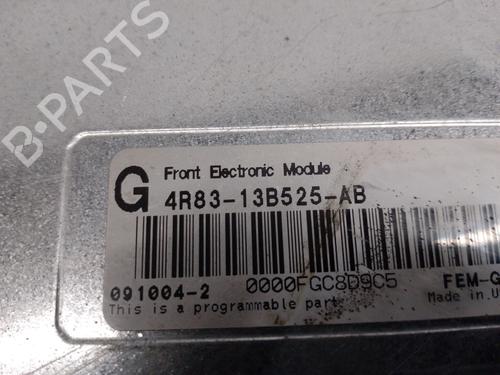 B-PARTS
Front Electronic Module
G 4R83-13B525-AB
091004-2 0000FGC8D9C5 FEM-G
This is a programmable part Made in U